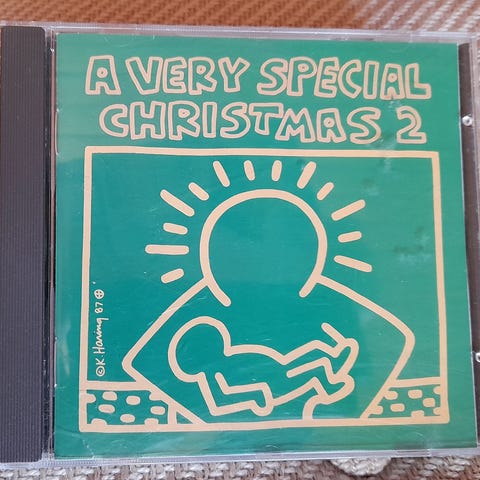 A VERY SPECIAL
CHRISTMAS 2
©K. Haring 87 ⊕